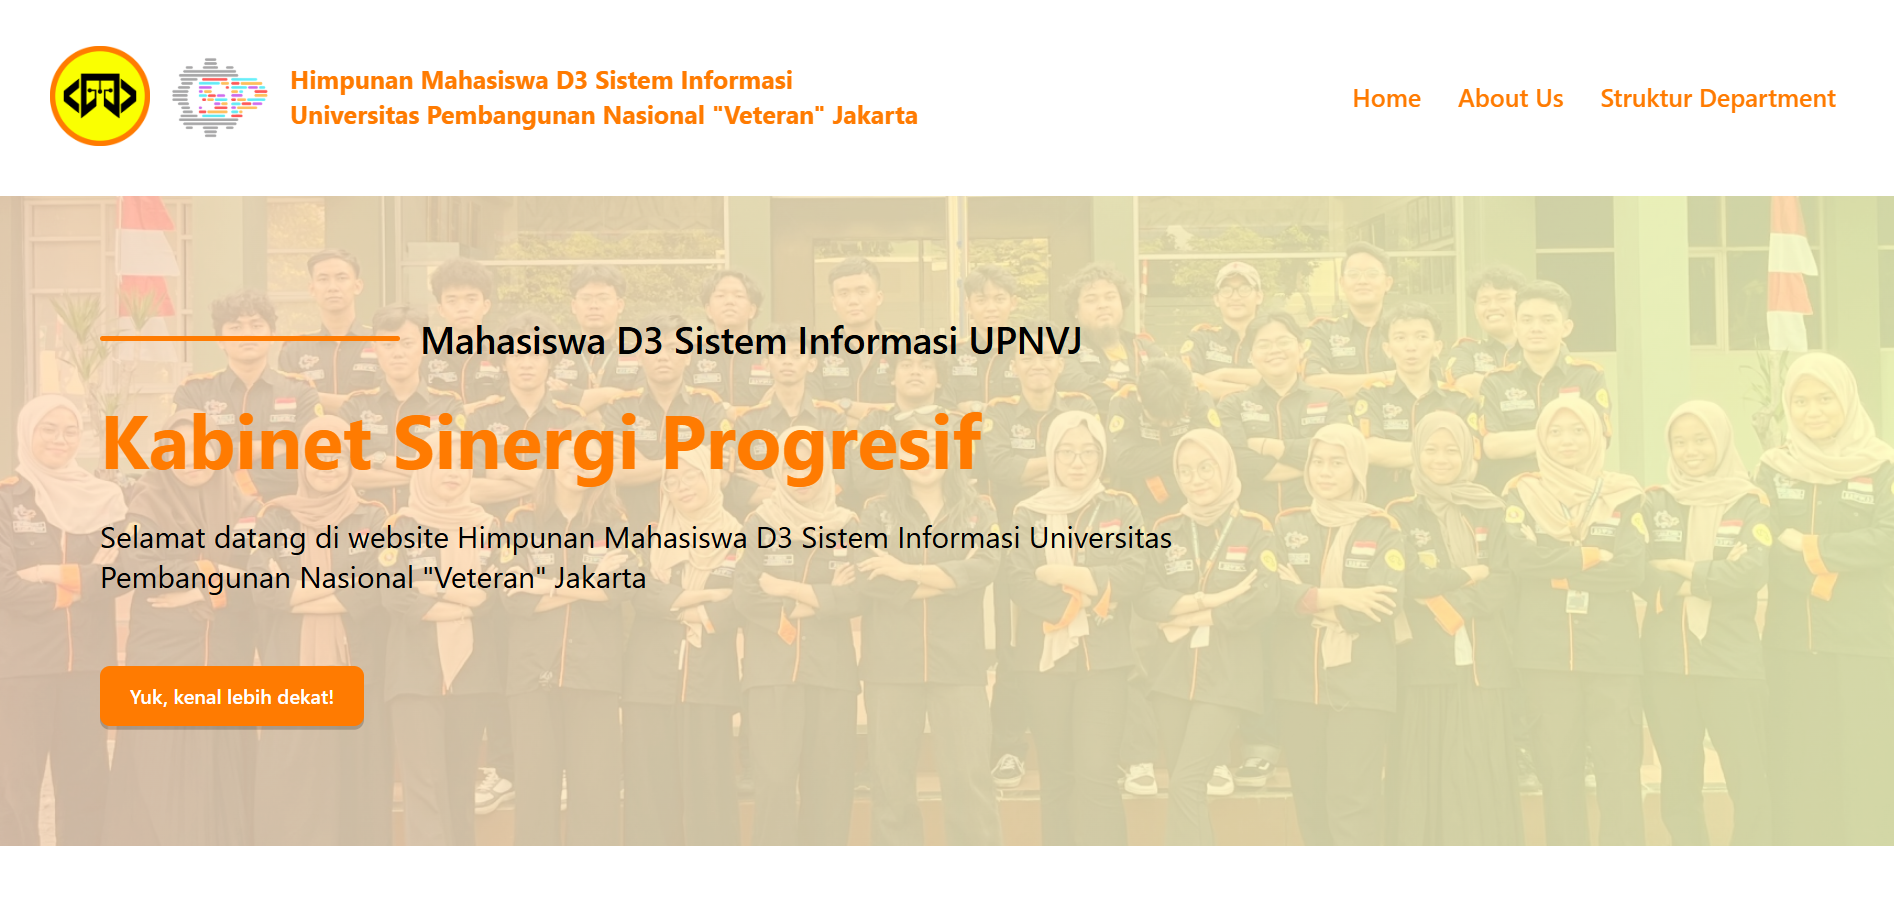 Himpunan Mahasiswa D3 Sistem Informasi
Universitas Pembangunan Nasional "Veteran" Jakarta
Home
About Us
Struktur Department
Mahasiswa D3 Sistem Informasi UPNVJ
Kabinet Sinergi Progresif
Selamat datang di website Himpunan Mahasiswa D3 Sistem Informasi Universitas
Pembangunan Nasional "Veteran" Jakarta
Yuk, kenal lebih dekat!